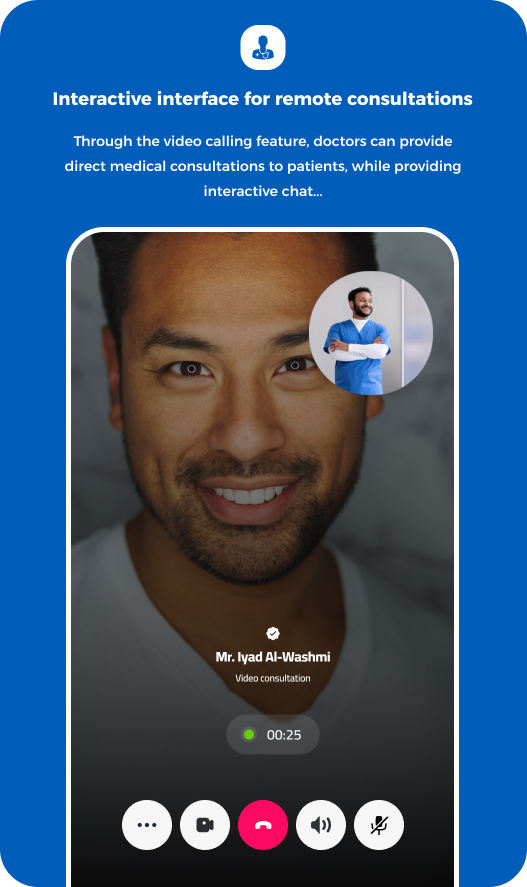 Interactive interface for remote consultations
Through the video calling feature, doctors can provide
direct medical consultations to patients, while providing
interactive chat...
Mr. Iyad Al-Washmi
Video consultation
00:25